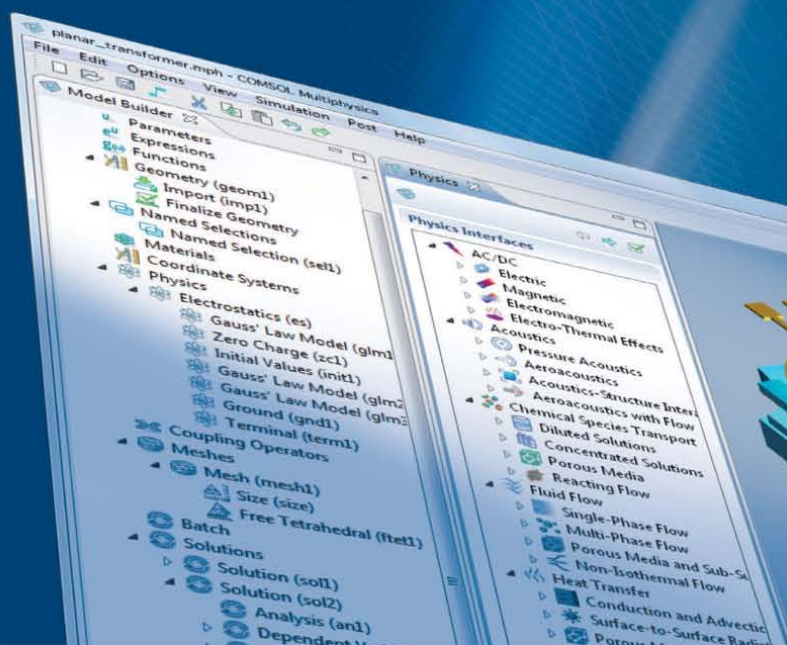 planar_transformer.mph - COMSOL Multiphysics
File Edit Options View Simulation Post Help
Model Builder
Parameters
Expressions
Functions
Geometry (geom1)
Import (imp1)
Finalize Geometry
Named Selections
Named Selection (sel1)
Materials
Coordinate Systems
Physics
Electrostatics (es)
Gauss' Law Model (glm1
Zero Charge (zc1)
Initial Values (init1)
Gauss' Law Model (glm2
Gauss' Law Model (glm3
Ground (gnd1)
Terminal (term1)
Coupling Operators
Meshes
Mesh (mesh1)
Size (size)
Free Tetrahedral (ftet1)
Batch
Solutions
Solution (sol1)
Solution (sol2)
Analysis (an1)
Dependent
Physics
Physics Interfaces
AC/DC
Electric
Magnetic
Electromagnetic
Electro-Thermal Effects
Acoustics
Pressure Acoustics
Aeroacoustics
Acoustics-Structure Inter
Aeroacoustics with Flow
Chemical Species Transport
Diluted Solutions
Concentrated Solutions
Porous Media
Reacting Flow
Fluid Flow
Single-Phase Flow
Multi-Phase Flow
Porous Media and Sub-S
Non-Isothermal Flow
Heat Transfer
Conduction and Advectic
Surface-to-Surface Radi
Porous